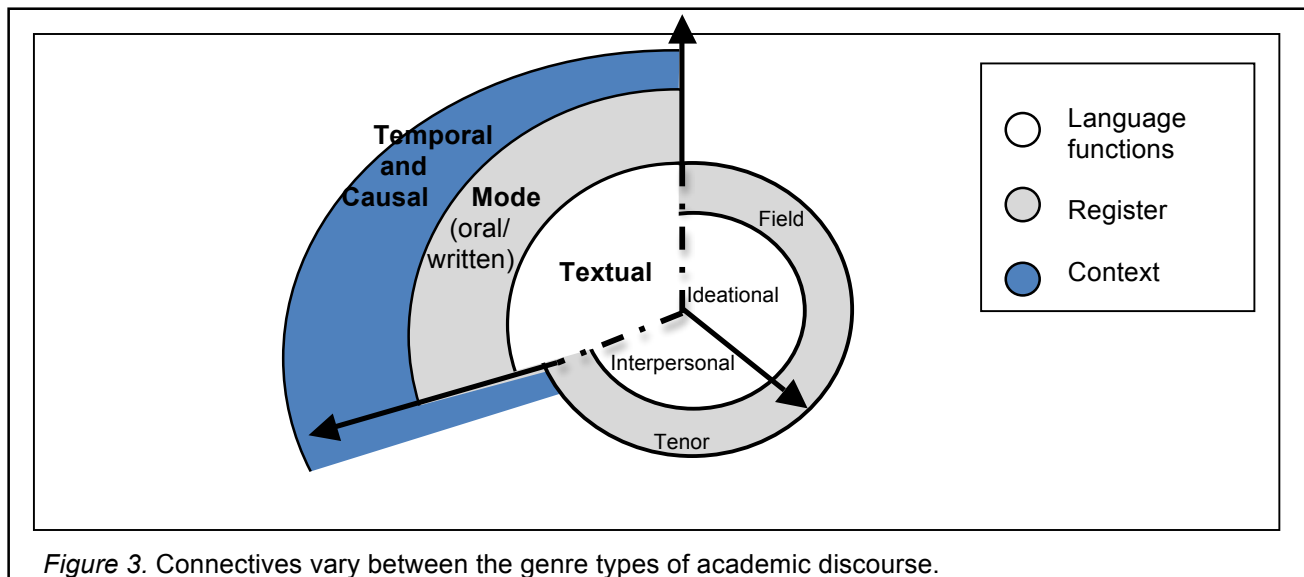 Temporal
and
Causal
Mode
(oral/
written)
Textual
Field
Ideational
Interpersonal
Tenor
Language
functions
Register
Context
Figure 3. Connectives vary between the genre types of academic discourse.